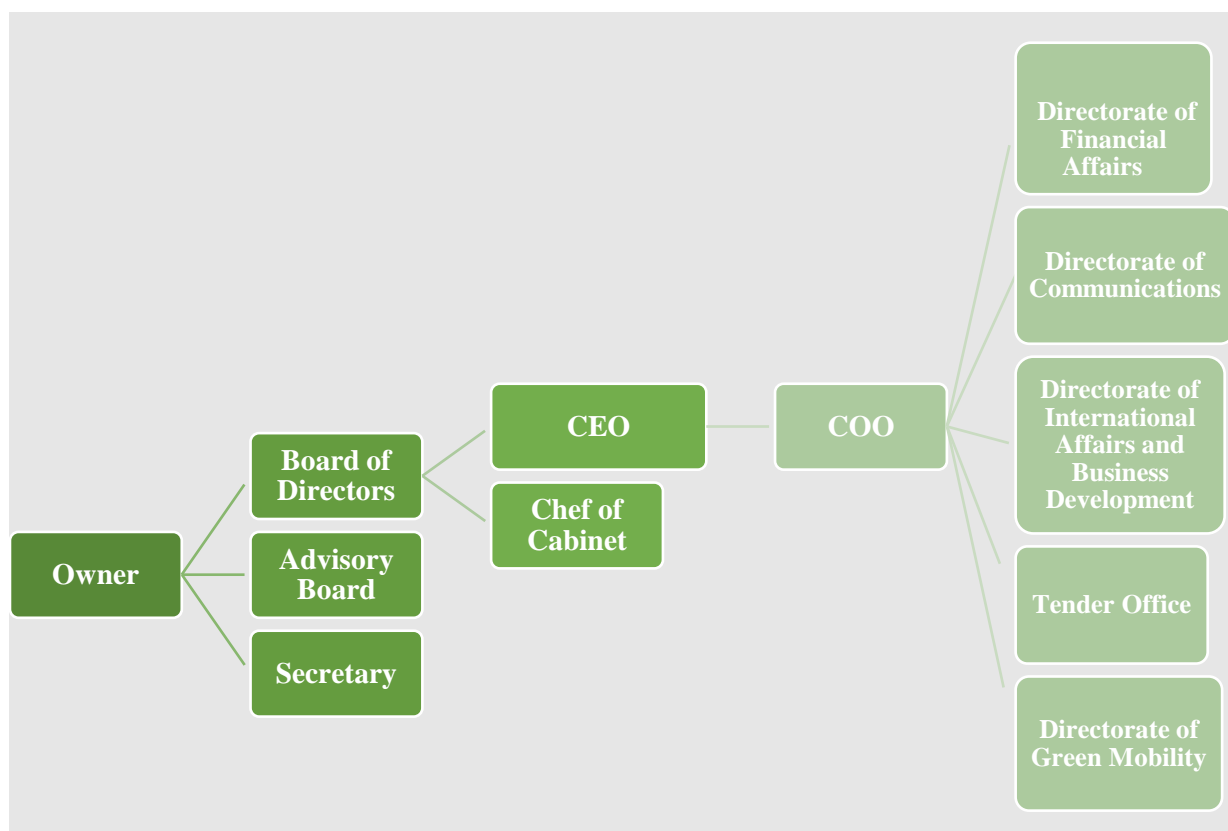 Owner
Board of
Directors
Advisory
Board
Secretary
CEO
Chef of
Cabinet
COO
Directorate of
Financial
Affairs
Directorate of
Communications
Directorate of
International
Affairs and
Business
Development
Tender Office
Directorate of
Green Mobility